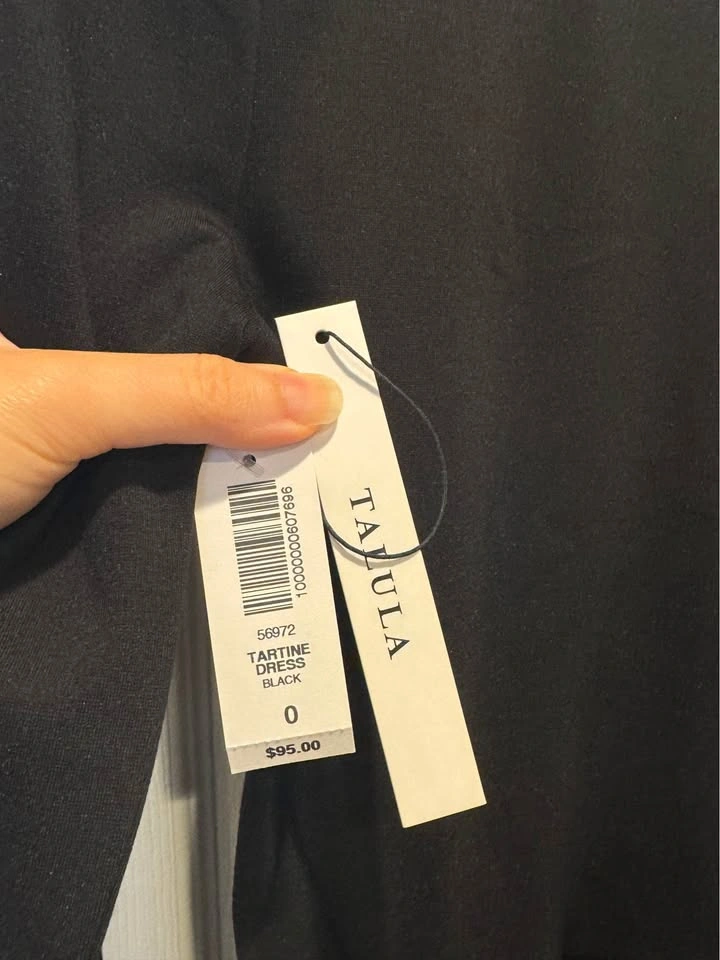 10000000607696
56972
TARTINE
DRESS
BLACK
0
$95.00
TALULA